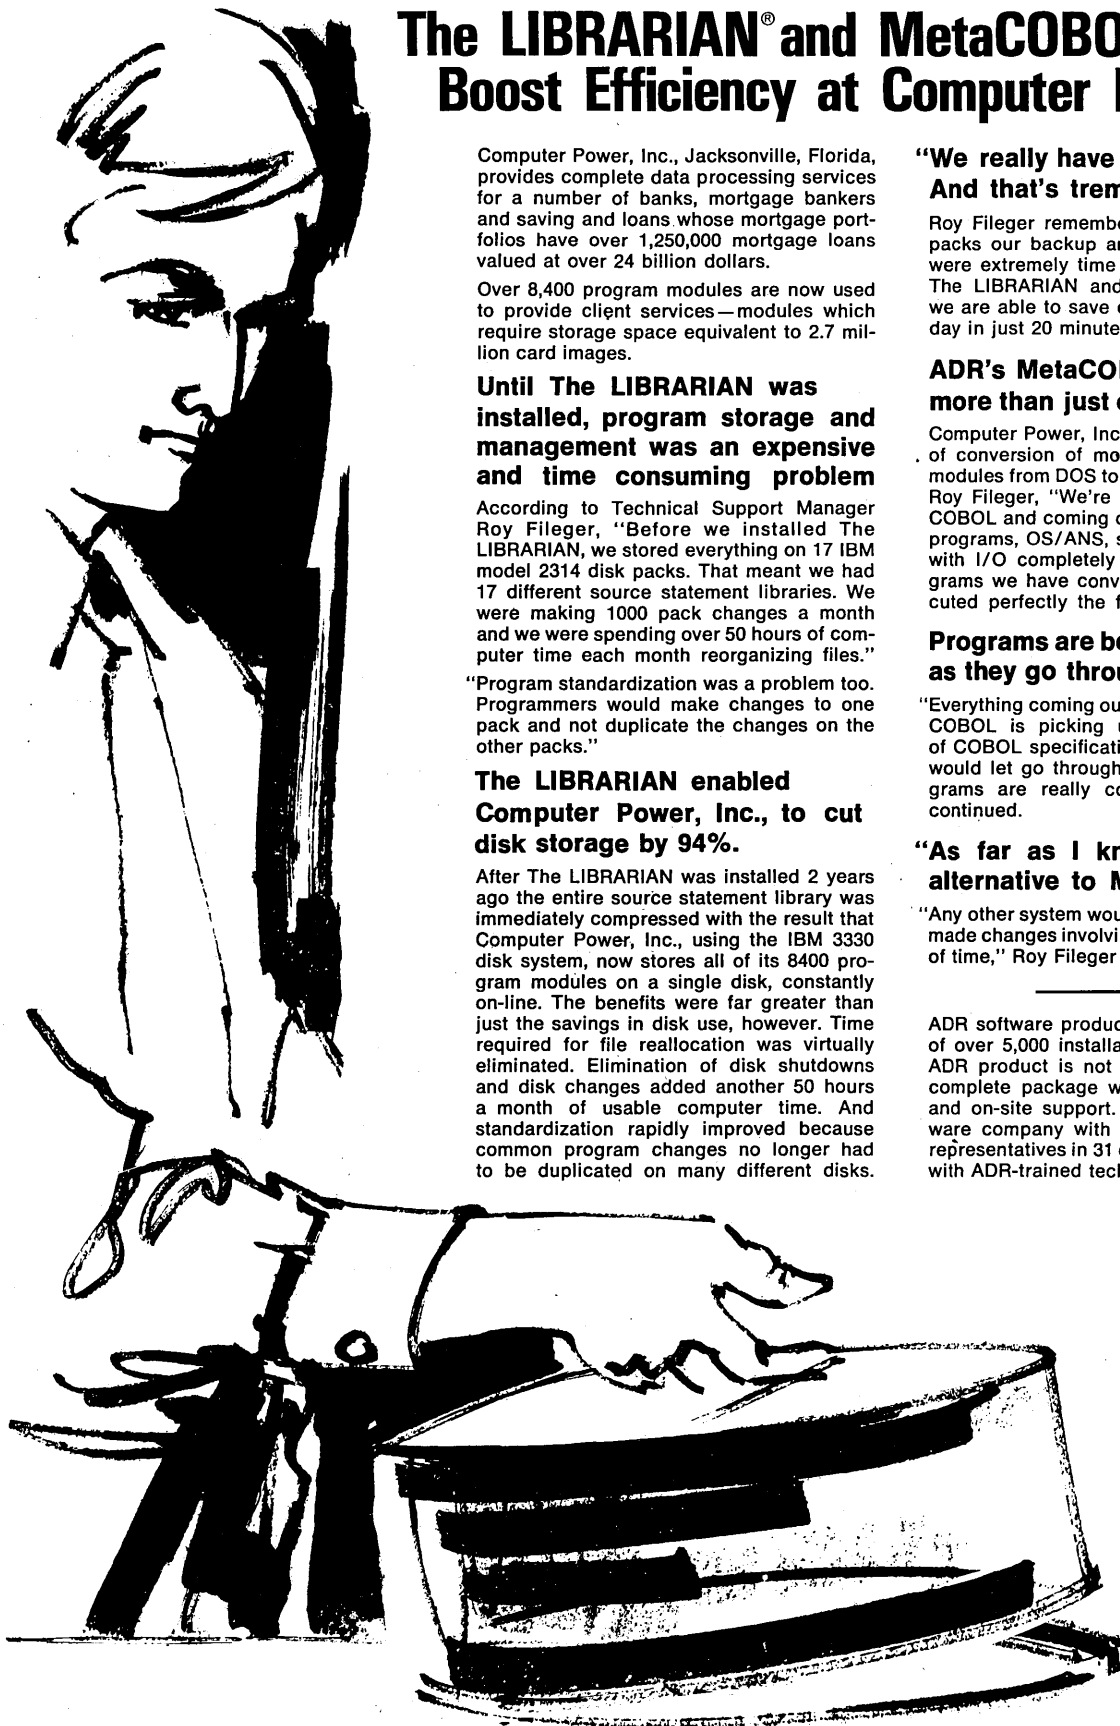 The LIBRARIAN® and MetaCOBO
Boost Efficiency at Computer
Computer Power, Inc., Jacksonville, Florida,
provides complete data processing services
for a number of banks, mortgage bankers
and saving and loans whose mortgage port-
folios have over 1,250,000 mortgage loans
valued at over 24 billion dollars.
Over 8,400 program modules are now used
to provide client services—modules which
require storage space equivalent to 2.7 mil-
lion card images.
Until The LIBRARIAN was
installed, program storage and
management was an expensive
and time consuming problem
According to Technical Support Manager
Roy Fileger, "Before we installed The
LIBRARIAN, we stored everything on 17 IBM
model 2314 disk packs. That meant we had
17 different source statement libraries. We
were making 1000 pack changes a month
and we were spending over 50 hours of com-
puter time each month reorganizing files."
"Program standardization was a problem too.
Programmers would make changes to one
pack and not duplicate the changes on the
other packs."
The LIBRARIAN enabled
Computer Power, Inc., to cut
disk storage by 94%.
After The LIBRARIAN was installed 2 years
ago the entire source statement library was
immediately compressed with the result that
Computer Power, Inc., using the IBM 3330
disk system, now stores all of its 8400 pro-
gram modules on a single disk, constantly
on-line. The benefits were far greater than
just the savings in disk use, however. Time
required for file reallocation was virtually
eliminated. Elimination of disk shutdowns
and disk changes added another 50 hours
a month of usable computer time. And
standardization rapidly improved because
common program changes no longer had
to be duplicated on many different disks.
"We really have
And that's trem
Roy Fileger remembe
packs our backup a
were extremely time
The LIBRARIAN and
we are able to save
day in just 20 minute
ADR's MetaCO
more than just
Computer Power, Inc
of conversion of mo
modules from DOS to
Roy Fileger, "We're
COBOL and coming
programs, OS/ANS, s
with I/O completely
grams we have conv
cuted perfectly the f
Programs are be
as they go throu
"Everything coming ou
COBOL is picking
of COBOL specificati
would let go through
grams are really co
continued.
"As far as I kn
alternative to M
"Any other system wou
made changes involvi
of time," Roy Fileger
ADR software produc
of over 5,000 installa
ADR product is not
complete package w
and on-site support.
ware company with
representatives in 31
with ADR-trained tech